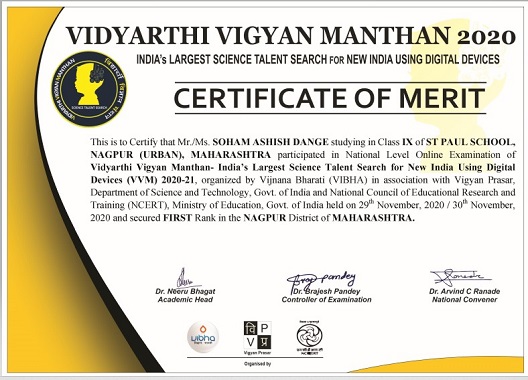 VIDYARTHI VIGYAN MANTHAN 2020
INDIA's LARGEST SCIENCE TALENT SEARCH FOR NEW INDIA USING DIGITAL DEVICES
VIDYARTHI VIGYAN MANTHAN
विद्यार्थी विज्ञान मंथन
SCIENCE TALENT SEARCH
CERTIFICATE OF MERIT
This is to Certify that Mr./Ms. SOHAM ASHISH DANGE studying in Class IX of ST PAUL SCHOOL,
NAGPUR (URBAN), MAHARASHTRA participated in National Level Online Examination of
Vidyarthi Vigyan Manthan- India's Largest Science Talent Search for New India Using Digital
Devices (VVM) 2020-21, organized by Vijnana Bharati (VIBHA) in association with Vigyan Prasar,
Department of Science and Technology, Govt. of India and National Council of Educational Research and
Training (NCERT), Ministry of Education, Govt. of India held on 29th November, 2020 / 30th November,
2020 and secured FIRST Rank in the NAGPUR District of MAHARASHTRA.
pandey
Dr. Neeru Bhagat
Academic Head
Dr. Brajesh Pandey
Controller of Examination
Dr. Arvind C Ranade
National Convener
vibha
वि P
V प्र
Vigyan Prasar
NCERT
Organised by